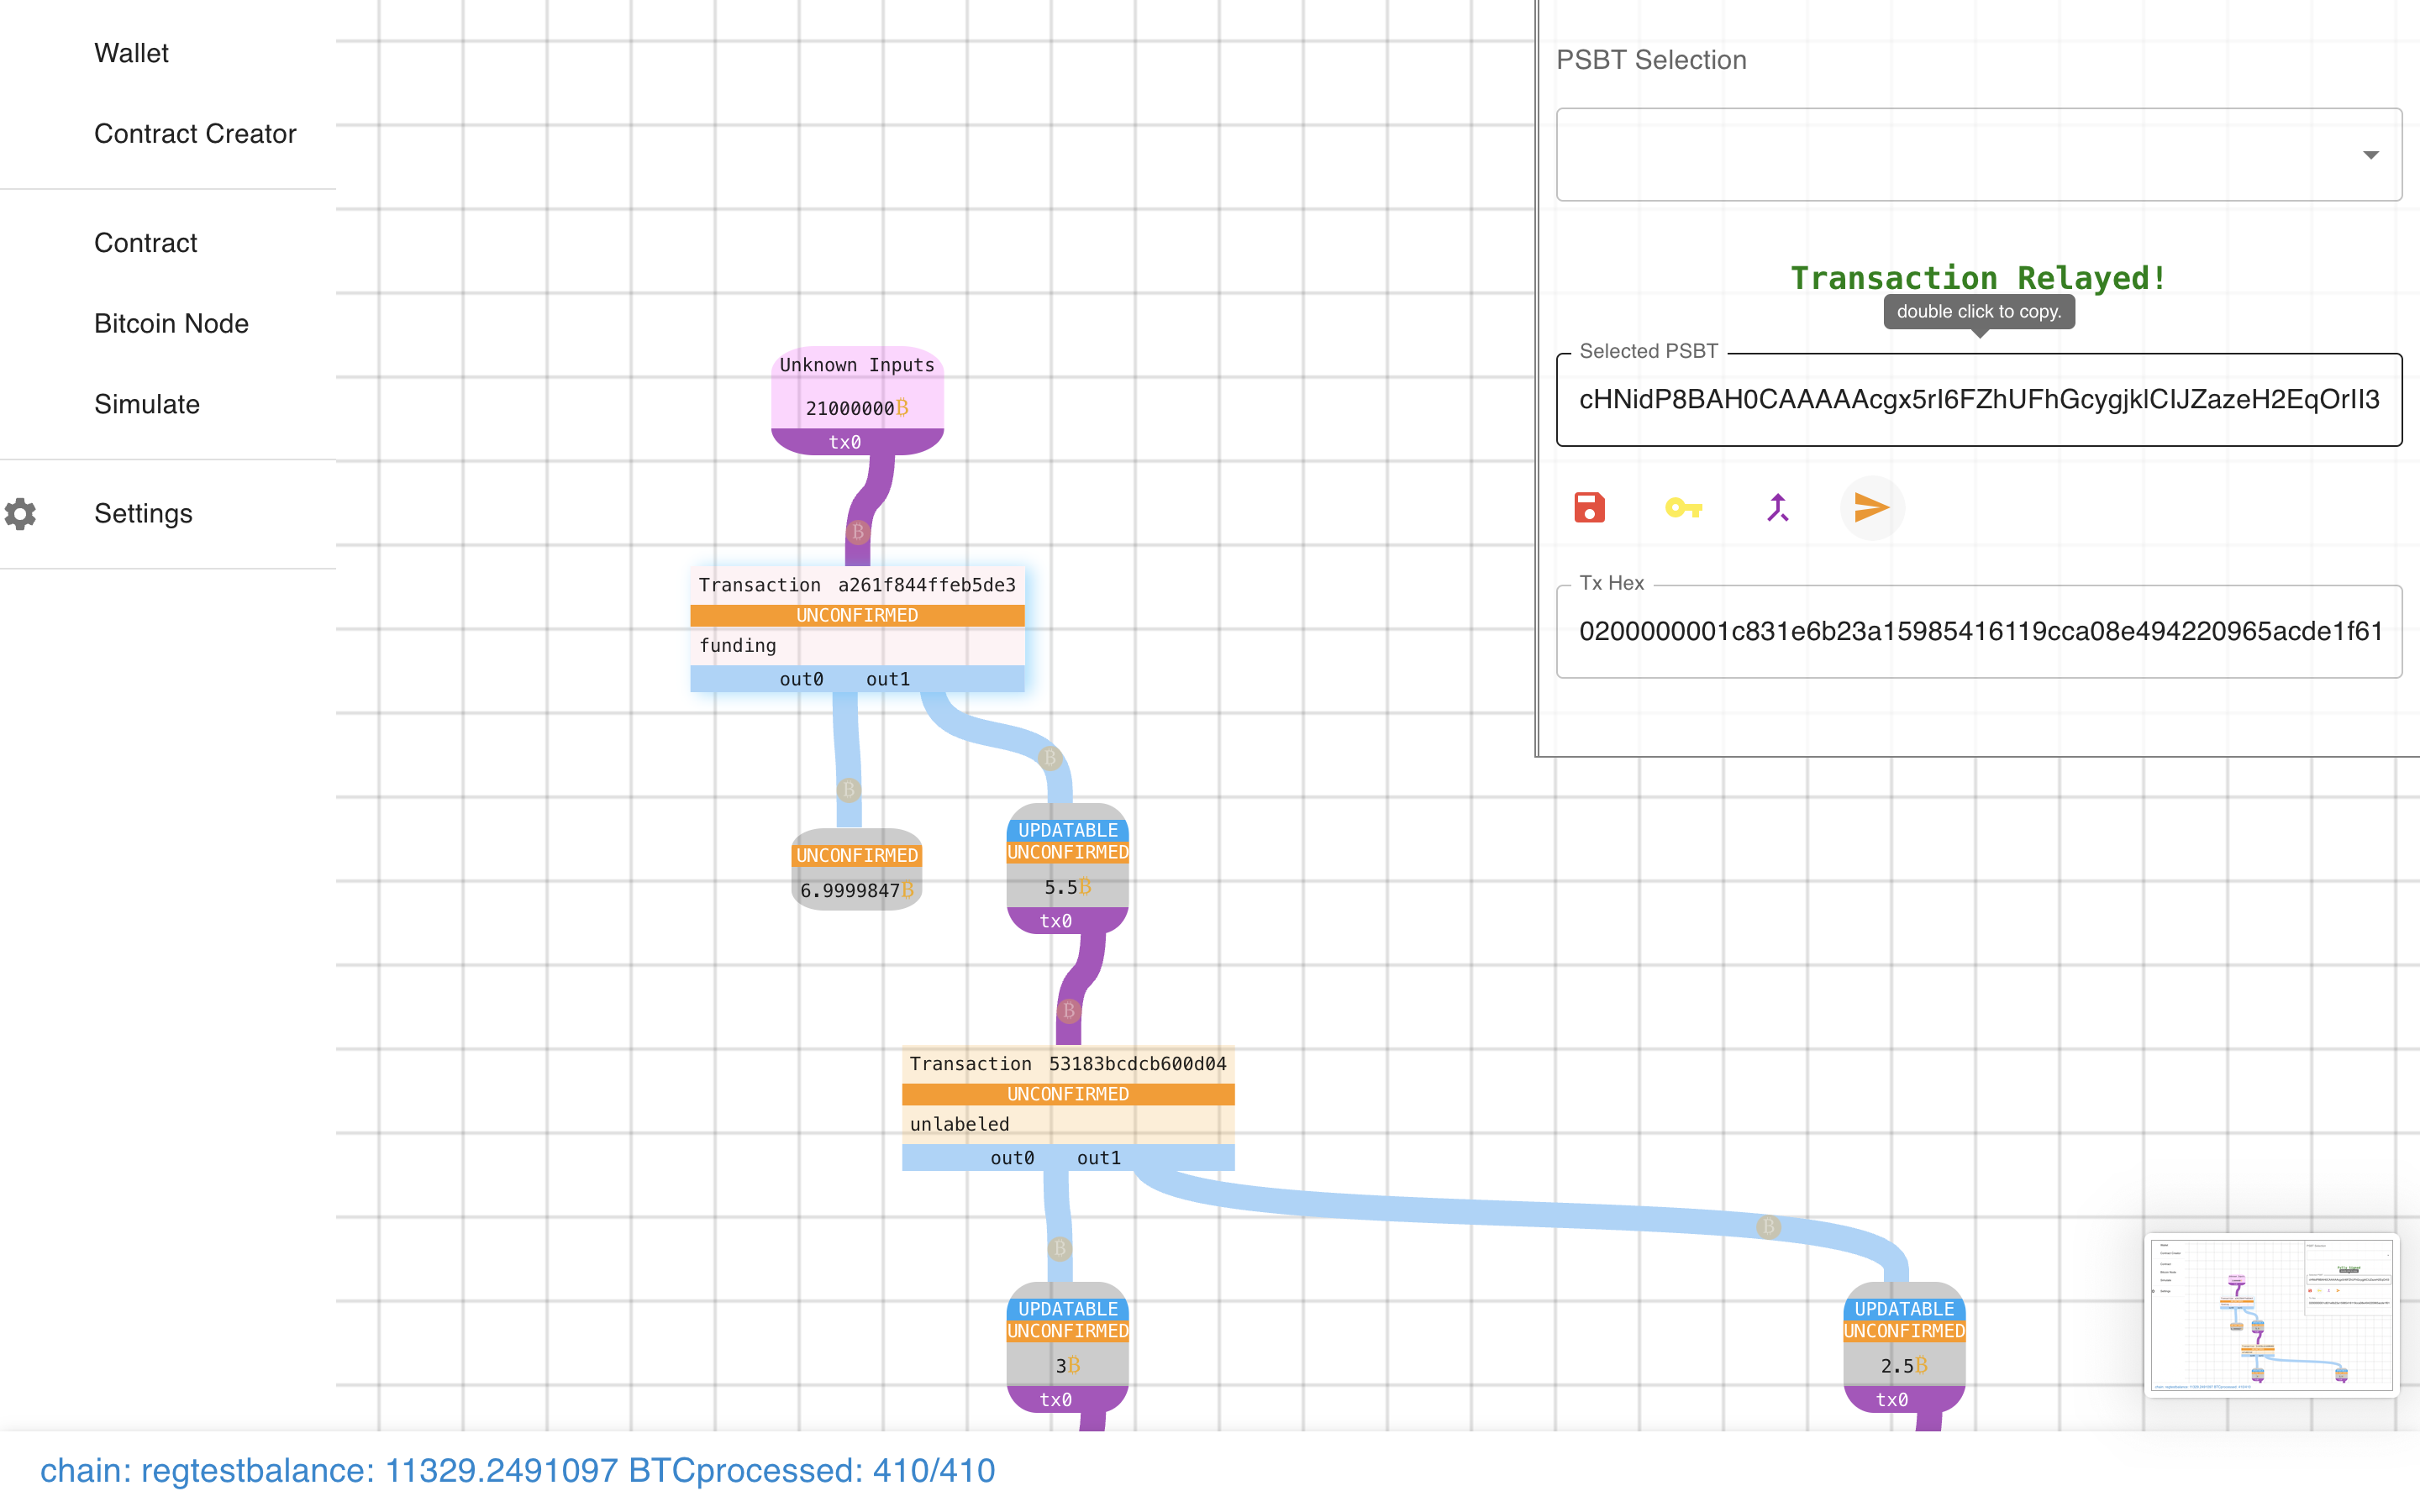 Wallet
Contract Creator
Contract
Bitcoin Node
Simulate
Settings
PSBT Selection
Transaction Relayed!
double click to copy.
Selected PSBT
cHNidP8BAH0CAAAAAcgx5rI6FZhUFhGcygjklCIJZazeH2EqOrII3
Tx Hex
0200000001c831e6b23a15985416119cca08e494220965acde1f61
Unknown Inputs
21000000₿
tx0
Transaction a261f844ffeb5de3
UNCONFIRMED
funding
out0 out1
UNCONFIRMED
6.9999847₿
UPDATABLE
UNCONFIRMED
5.5₿
tx0
Transaction 53183bcdcb600d04
UNCONFIRMED
unlabeled
out0 out1
UPDATABLE
UNCONFIRMED
3₿
tx0
UPDATABLE
UNCONFIRMED
2.5₿
tx0
chain: regtestbalance: 11329.2491097 BTCprocessed: 410/410